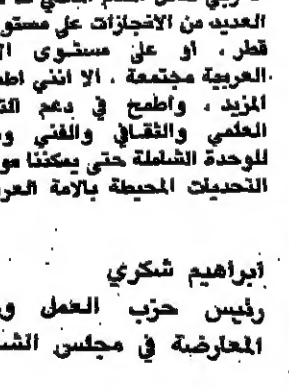 العديد من الانجازات على مستو
قطر ، او على مستوى ال
العربية مجتمعة ، الا انني اط
المزيد ، واطمح في دعم الت
العلمي والثقافي والفني و
للوحدة الشاملة حتى يمكننا مو
التحديات المحيطة بالامة العر
ابراهيم شكري
رئيس حزب العمل و
المعارضة في مجلس الش